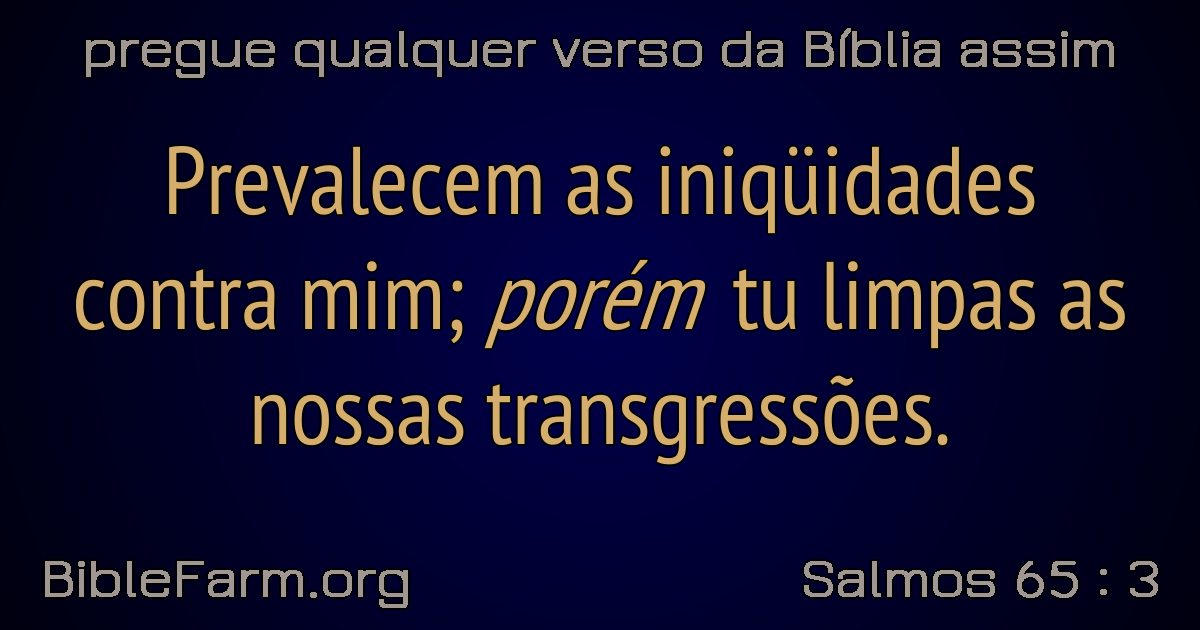 pregue qualquer verso da Bíblia assim
Prevalecem as iniqüidades
contra mim; porém tu limpas as
nossas transgressões.
BibleFarm.org
Salmos 65 : 3